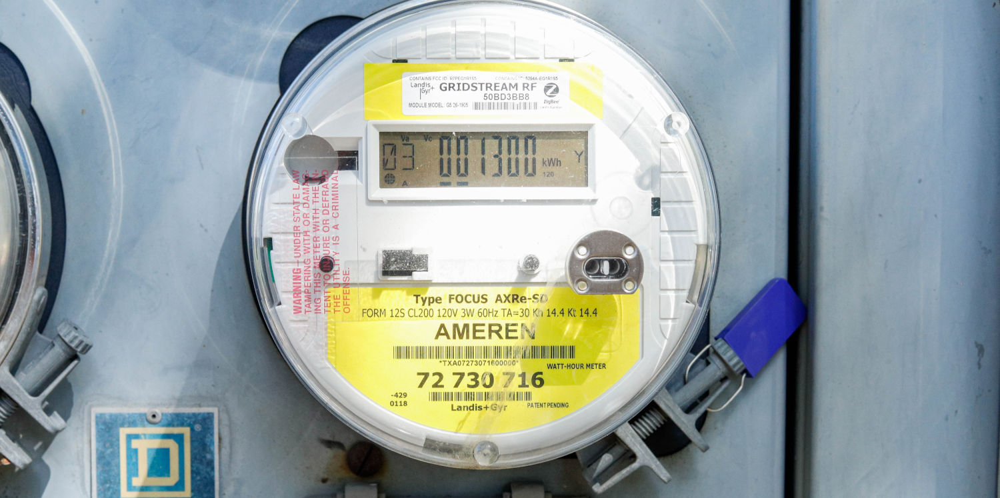 CONTAINS FCC ID: R7PEG1R1S5
Landis Gyr+
GRIDSTREAM RF
50BD3BB8
MODULE MODEL: G5 26-1905
ZigBee
Va Vc
03 001300 kWh Y
120
A
WARNING – UNDER STATE LAW
TAMPERING WITH OR DAMAG-
ING THIS METER WITH THE IN-
TENT TO INJURE OR DEFRAUD
THE UTILITY IS A CRIMINAL
OFFENSE.
Type FOCUS AXRe-SD
FORM 12S CL200 120V 3W 60Hz TA=30 Kh 14.4 Kt 14.4
AMEREN
*TXA07273071600000*
WATT-HOUR METER
72 730 716
-429
0118
Landis+Gyr
PATENT PENDING
D
®